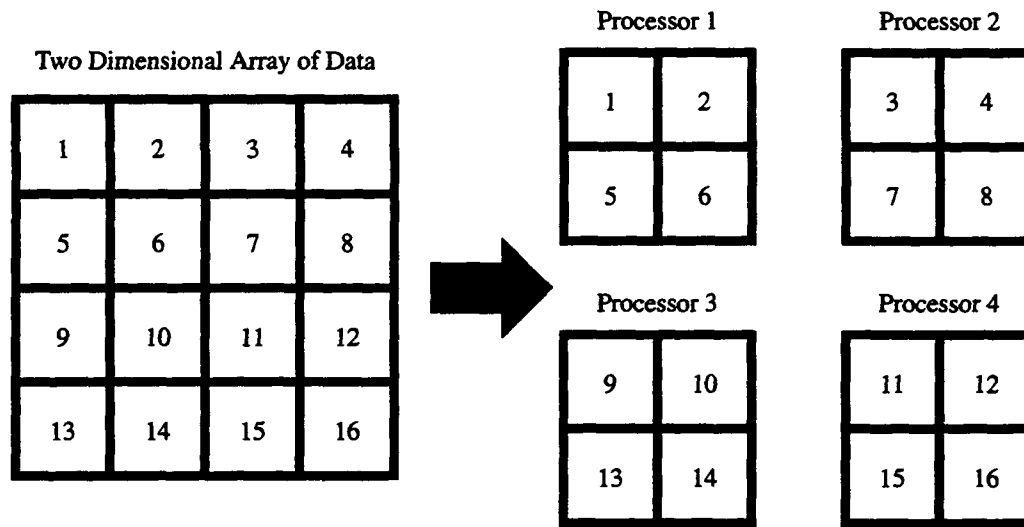 Two Dimensional Array of Data
1 2 3 4
5 6 7 8
9 10 11 12
13 14 15 16
Processor 1
1 2
5 6
Processor 2
3 4
7 8
Processor 3
9 10
13 14
Processor 4
11 12
15 16